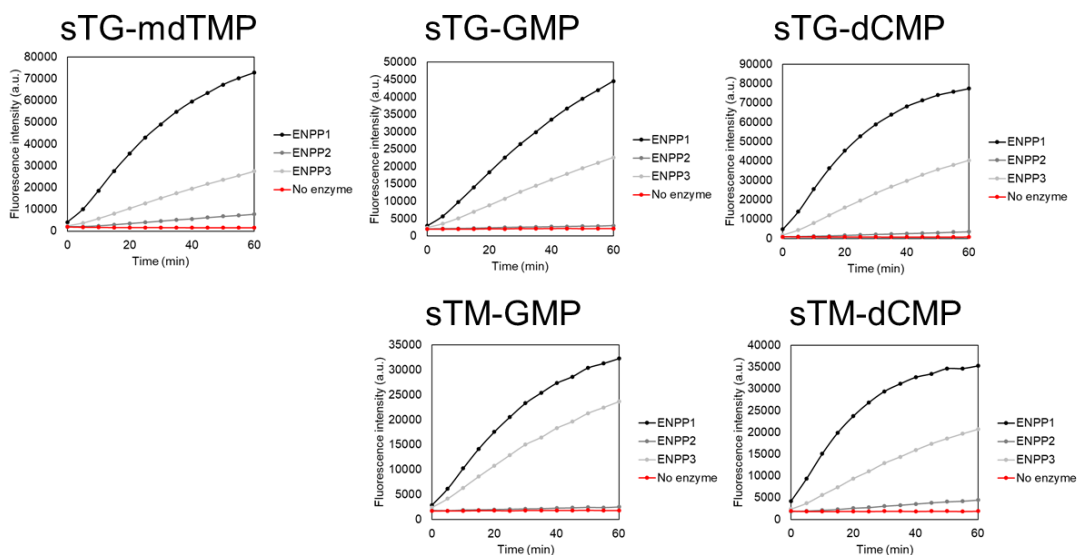 sTG-mdTMP
Fluorescence intensity (a.u.)
80000
70000
60000
50000
40000
30000
20000
10000
0
0 20 40 60
Time (min)
ENPP1
ENPP2
ENPP3
No enzyme
sTG-GMP
Fluorescence intensity (a.u.)
50000
45000
40000
35000
30000
25000
20000
15000
10000
5000
0
0 20 40 60
Time (min)
ENPP1
ENPP2
ENPP3
No enzyme
sTG-dCMP
Fluorescence intensity (a.u.)
90000
80000
70000
60000
50000
40000
30000
20000
10000
0
0 20 40 60
Time (min)
ENPP1
ENPP2
ENPP3
No enzyme
sTM-GMP
Fluorescence intensity (a.u.)
35000
30000
25000
20000
15000
10000
5000
0
0 20 40 60
Time (min)
ENPP1
ENPP2
ENPP3
No enzyme
sTM-dCMP
Fluorescence intensity (a.u.)
40000
35000
30000
25000
20000
15000
10000
5000
0
0 20 40 60
Time (min)
ENPP1
ENPP2
ENPP3
No enzyme